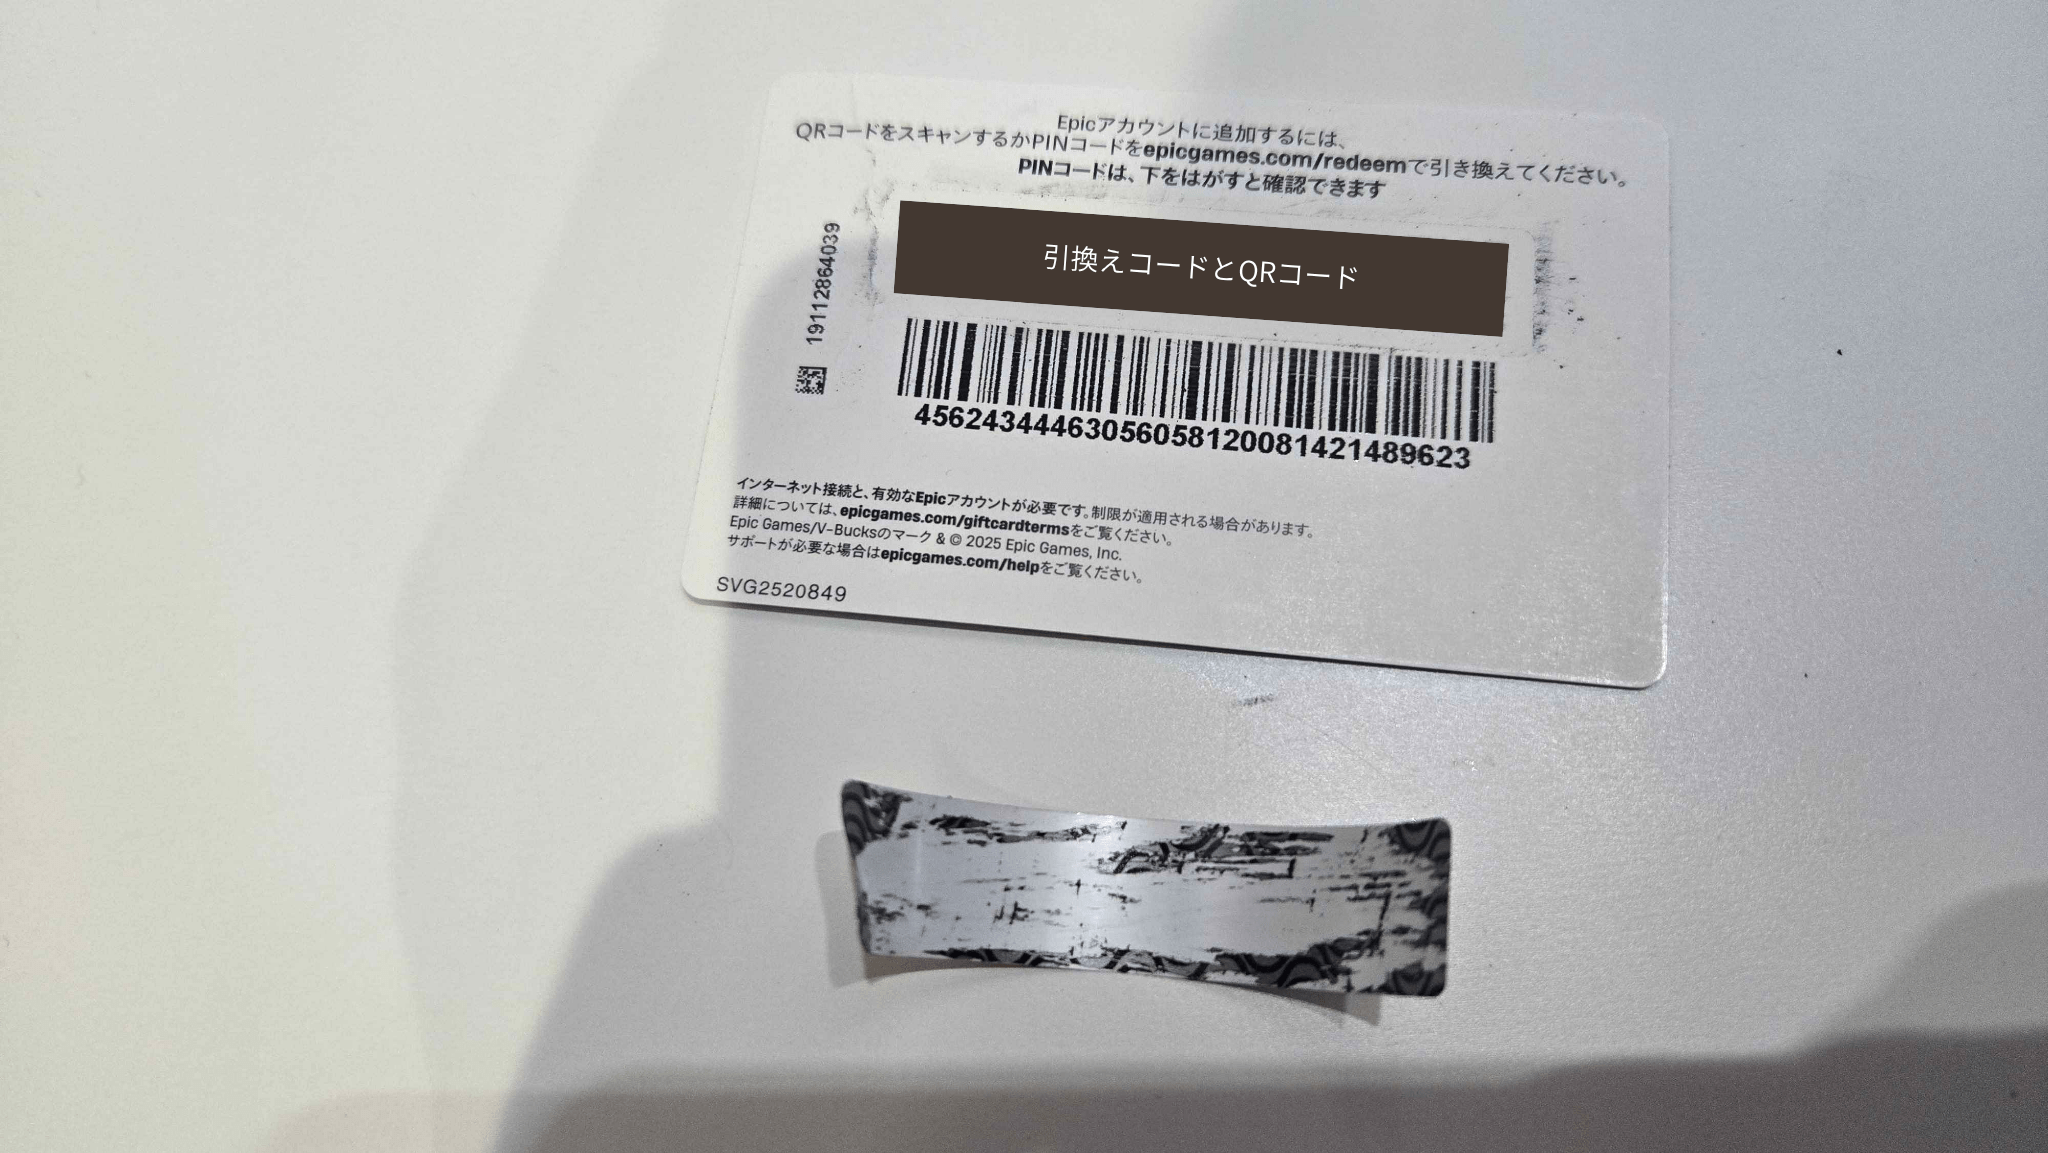 Epicアカウントに追加するには、
QRコードをスキャンするかPINコードをepicgames.com/redeemで引き換えてください。
PINコードは、下をはがすと確認できます
引換えコードとQRコード
19112864039
4562434446305605812008142148​9623
インターネット接続と、有効なEpicアカウントが必要です。制限が適用される場合があります。
詳細については、epicgames.com/giftcardtermsをご覧ください。
Epic Games/V-Bucksのマーク & © 2025 Epic Games, Inc.
サポートが必要な場合はepicgames.com/helpをご覧ください。
SVG2520849